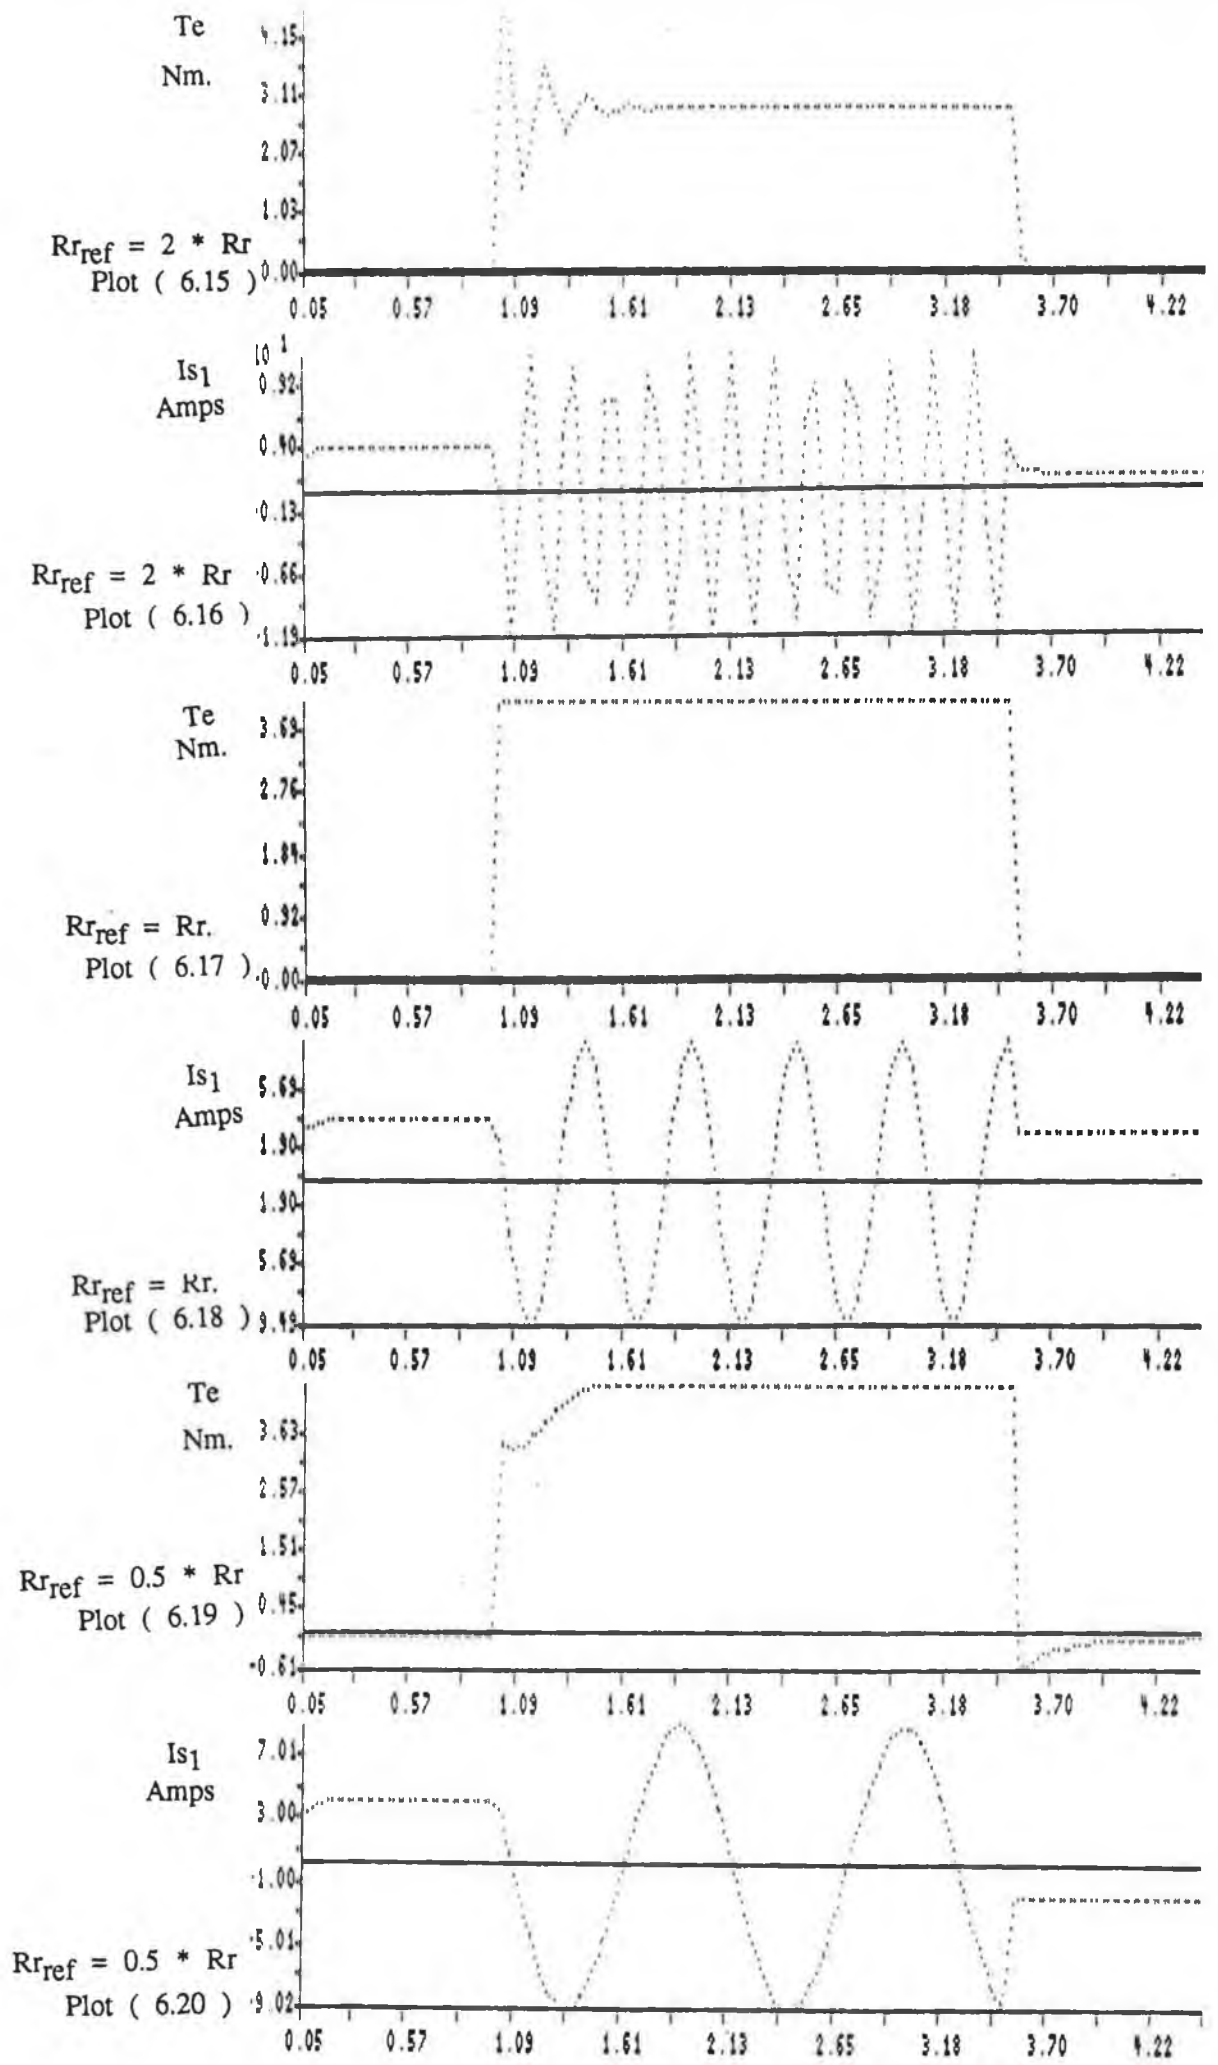 Te
Nm.
4.15
3.11
2.07
1.03
0.00
Rrref = 2 * Rr
Plot ( 6.15 )
0.05 0.57 1.09 1.61 2.13 2.65 3.18 3.70 4.22
10 1
Is1
Amps
0.92
0.40
-0.13
-0.66
-1.18
Rrref = 2 * Rr
Plot ( 6.16 )
0.05 0.57 1.09 1.61 2.13 2.65 3.18 3.70 4.22
Te
Nm.
3.69
2.76
1.84
0.92
-0.00
Rrref = Rr.
Plot ( 6.17 )
0.05 0.57 1.09 1.61 2.13 2.65 3.18 3.70 4.22
Is1
Amps
5.69
1.90
1.90
5.69
9.49
Rrref = Rr.
Plot ( 6.18 )
0.05 0.57 1.09 1.61 2.13 2.65 3.18 3.70 4.22
Te
Nm.
3.63
2.57
1.51
0.45
-0.61
Rrref = 0.5 * Rr
Plot ( 6.19 )
0.05 0.57 1.09 1.61 2.13 2.65 3.18 3.70 4.22
Is1
Amps
7.01
3.00
-1.00
-5.01
-9.02
Rrref = 0.5 * Rr
Plot ( 6.20 )
0.05 0.57 1.09 1.61 2.13 2.65 3.18 3.70 4.22